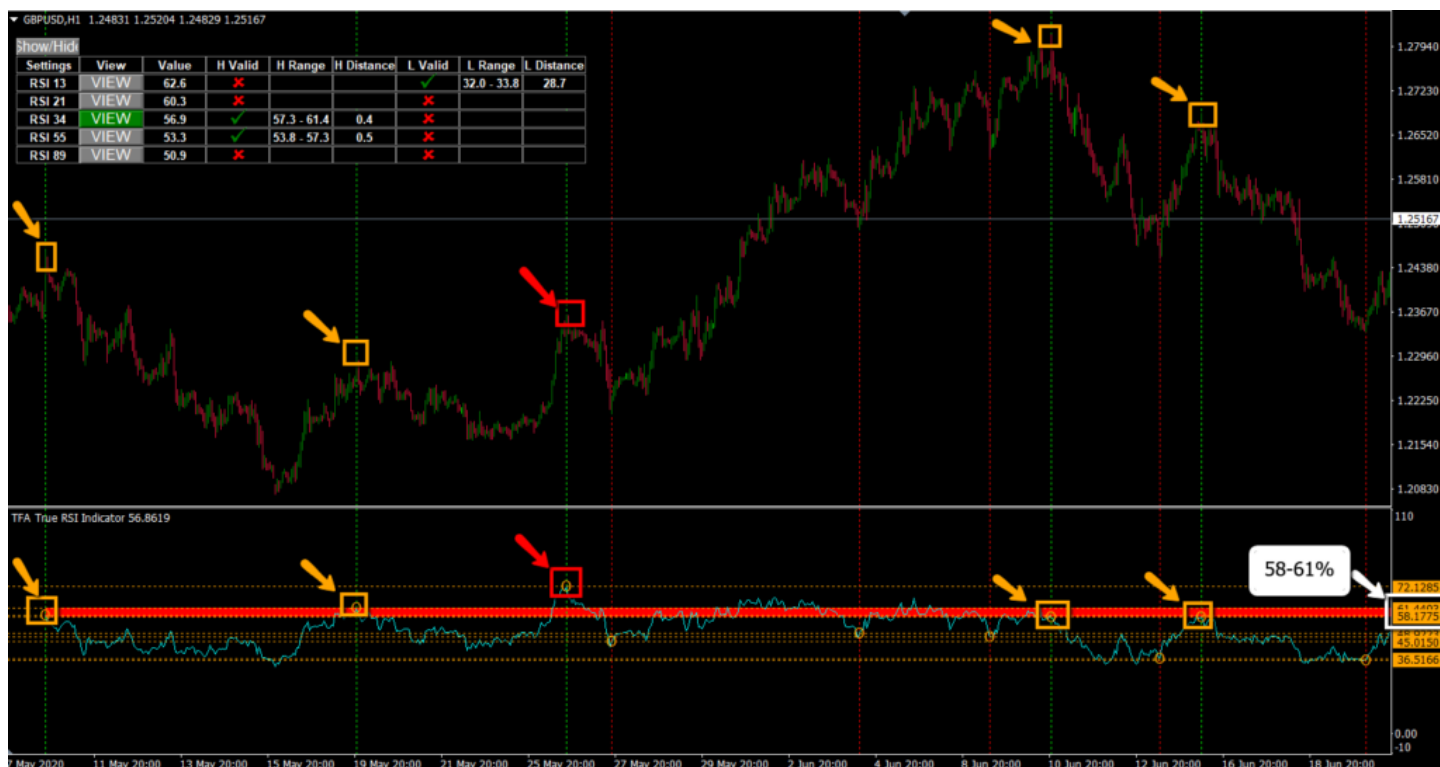 GBPUSD,H1 1.24831 1.25204 1.24829 1.25167
Show/Hid
Settings View Value H Valid H Range H Distance L Valid L Range L Distance
RSI 13 VIEW 62.6 32.0 - 33.8 28.7
RSI 21 VIEW 60.3
RSI 34 VIEW 56.9 57.3 - 61.4 0.4
RSI 55 VIEW 53.3 53.8 - 57.3 0.5
RSI 89 VIEW 50.9
1.27940
1.27230
1.26520
1.25810
1.25167
1.24380
1.23670
1.22960
1.22250
1.21540
1.20830
TFA True RSI Indicator 56.8619
110
58-61%
72.1285
61.4403
58.1775
45.0150
36.5166
0.00
-10
7 May 2020 11 May 20:00 13 May 20:00 15 May 20:00 19 May 20:00 21 May 20:00 25 May 20:00 27 May 20:00 29 May 20:00 2 Jun 20:00 4 Jun 20:00 8 Jun 20:00 10 Jun 20:00 12 Jun 20:00 16 Jun 20:00 18 Jun 20:00